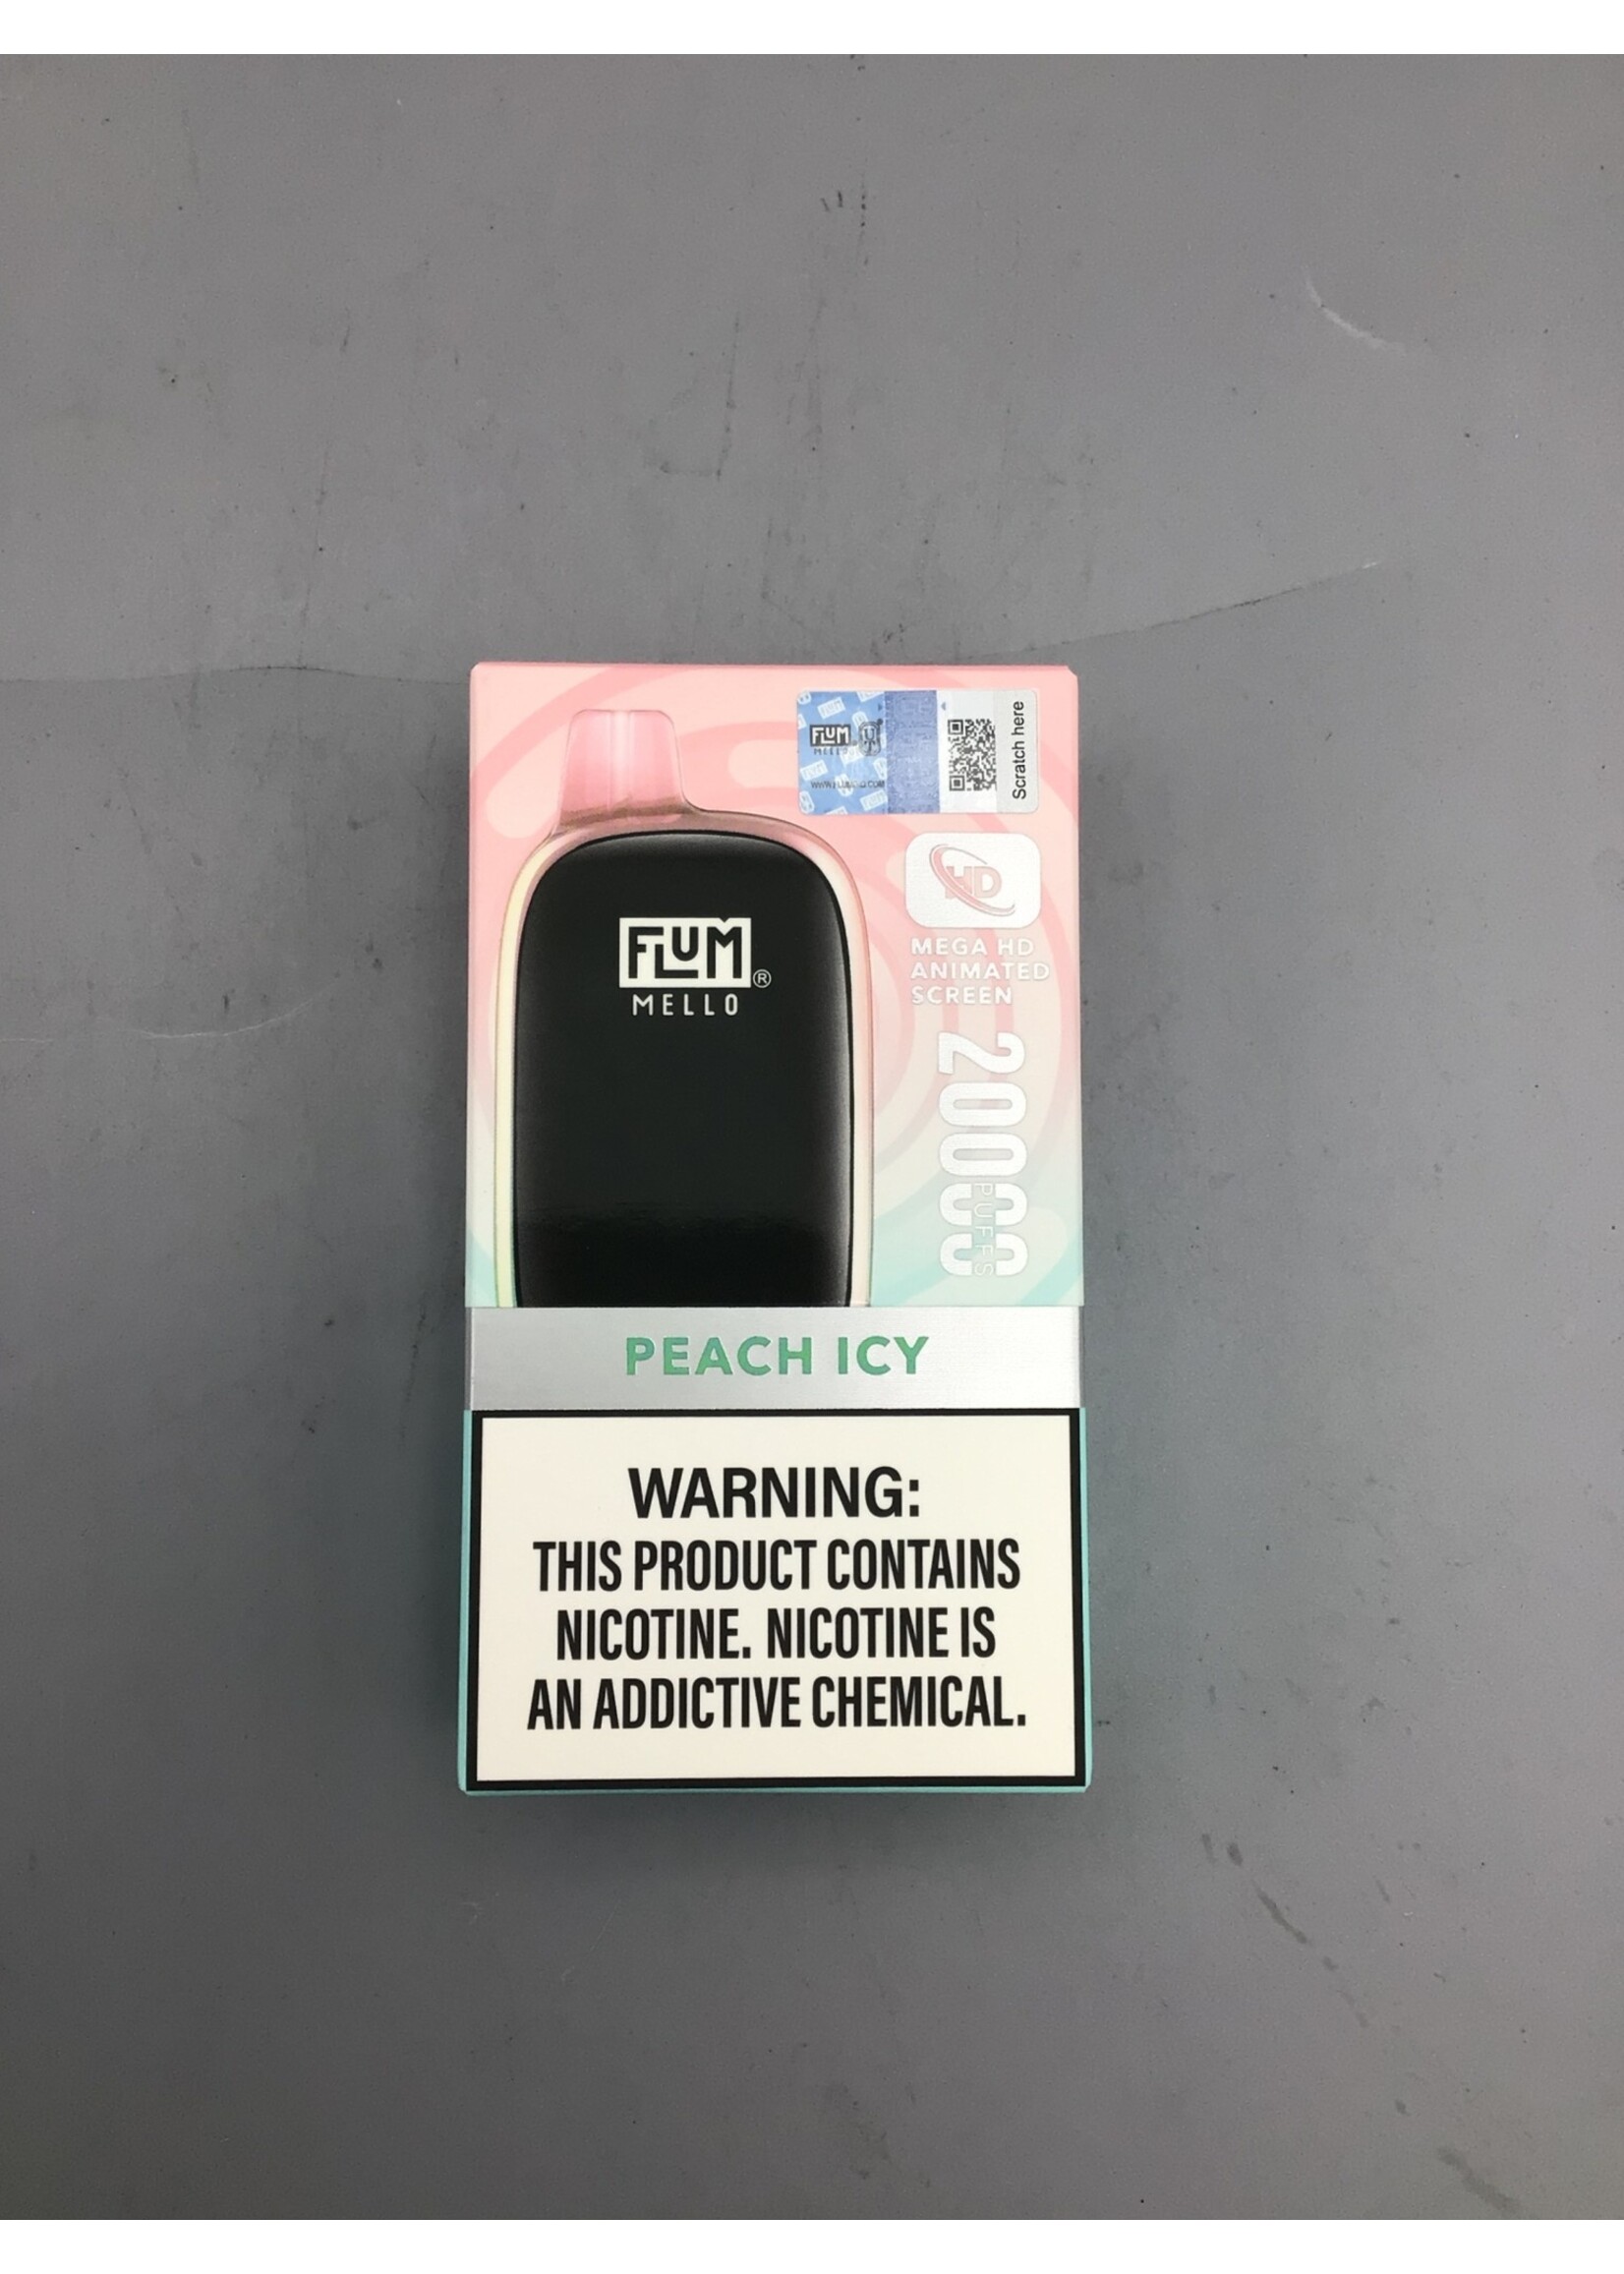 FLUM
MELLO
Scratch here
HD
MEGA HD
ANIMATED
SCREEN
20000
PUFFS
FLUM®
MELLO
PEACH ICY
WARNING:
THIS PRODUCT CONTAINS
NICOTINE. NICOTINE IS
AN ADDICTIVE CHEMICAL.